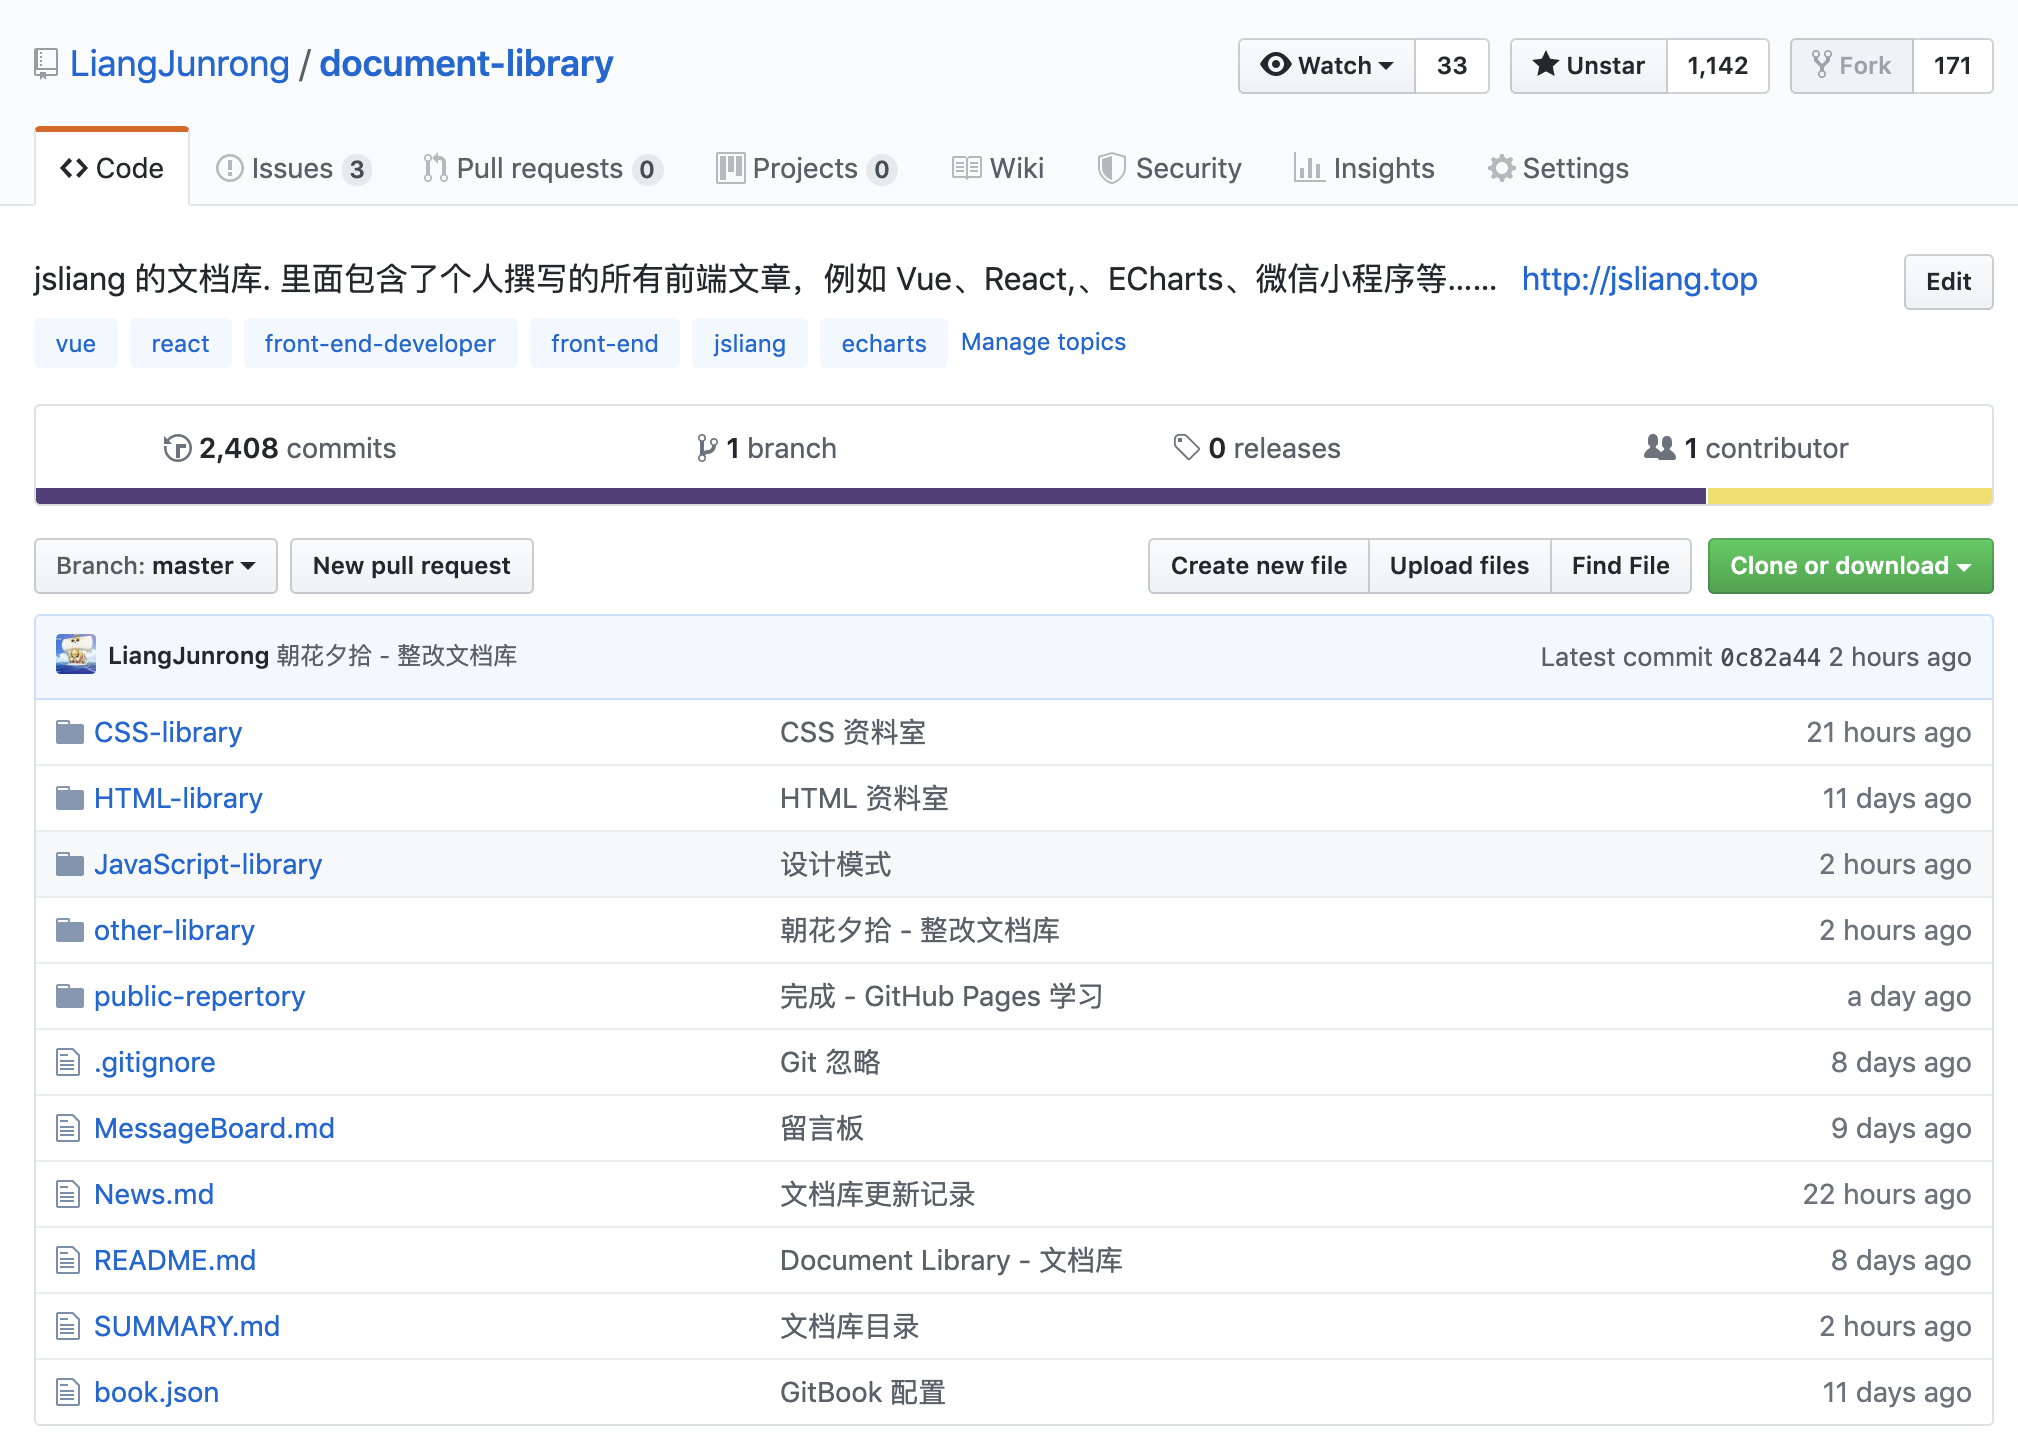 LiangJunrong / document-library
Watch 33 Unstar 1,142 Fork 171
Code Issues 3 Pull requests 0 Projects 0 Wiki Security Insights Settings
jsliang 的文档库. 里面包含了个人撰写的所有前端文章，例如 Vue、React,、ECharts、微信小程序等…… http://jsliang.top Edit
vue react front-end-developer front-end jsliang echarts Manage topics
2,408 commits 1 branch 0 releases 1 contributor
Branch: master New pull request Create new file Upload files Find File Clone or download
LiangJunrong 朝花夕拾 - 整改文档库 Latest commit 0c82a44 2 hours ago
CSS-library CSS 资料室 21 hours ago
HTML-library HTML 资料室 11 days ago
JavaScript-library 设计模式 2 hours ago
other-library 朝花夕拾 - 整改文档库 2 hours ago
public-repertory 完成 - GitHub Pages 学习 a day ago
.gitignore Git 忽略 8 days ago
MessageBoard.md 留言板 9 days ago
News.md 文档库更新记录 22 hours ago
README.md Document Library - 文档库 8 days ago
SUMMARY.md 文档库目录 2 hours ago
book.json GitBook 配置 11 days ago